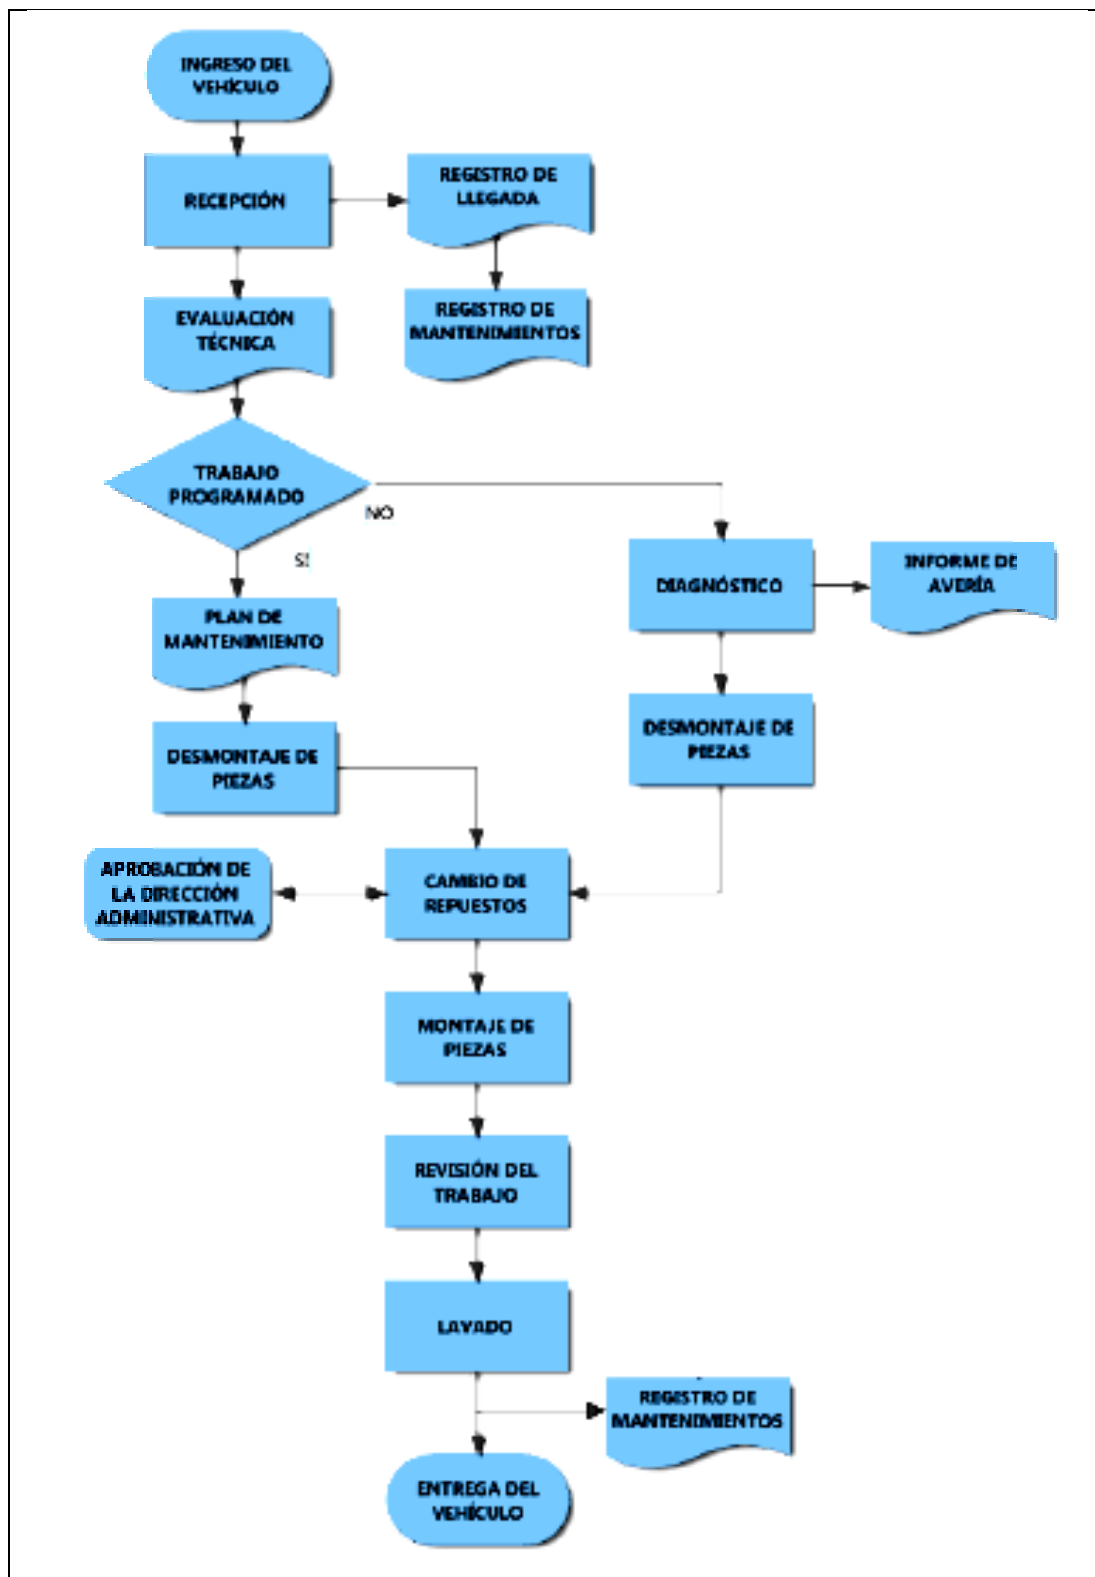 INGRESO DEL
VEHÍCULO
RECEPCIÓN
REGISTRO DE
LLEGADA
REGISTRO DE
MANTENIMIENTOS
EVALUACIÓN
TÉCNICA
TRABAJO
PROGRAMADO
NO
SI
DIAGNÓSTICO
INFORME DE
AVERÍA
PLAN DE
MANTENIMIENTO
DESMONTAJE DE
PIEZAS
DESMONTAJE DE
PIEZAS
APROBACIÓN DE
LA DIRECCIÓN
ADMINISTRATIVA
CAMBIO DE
REPUESTOS
MONTAJE DE
PIEZAS
REVISIÓN DEL
TRABAJO
LAVADO
REGISTRO DE
MANTENIMIENTOS
ENTREGA DEL
VEHÍCULO